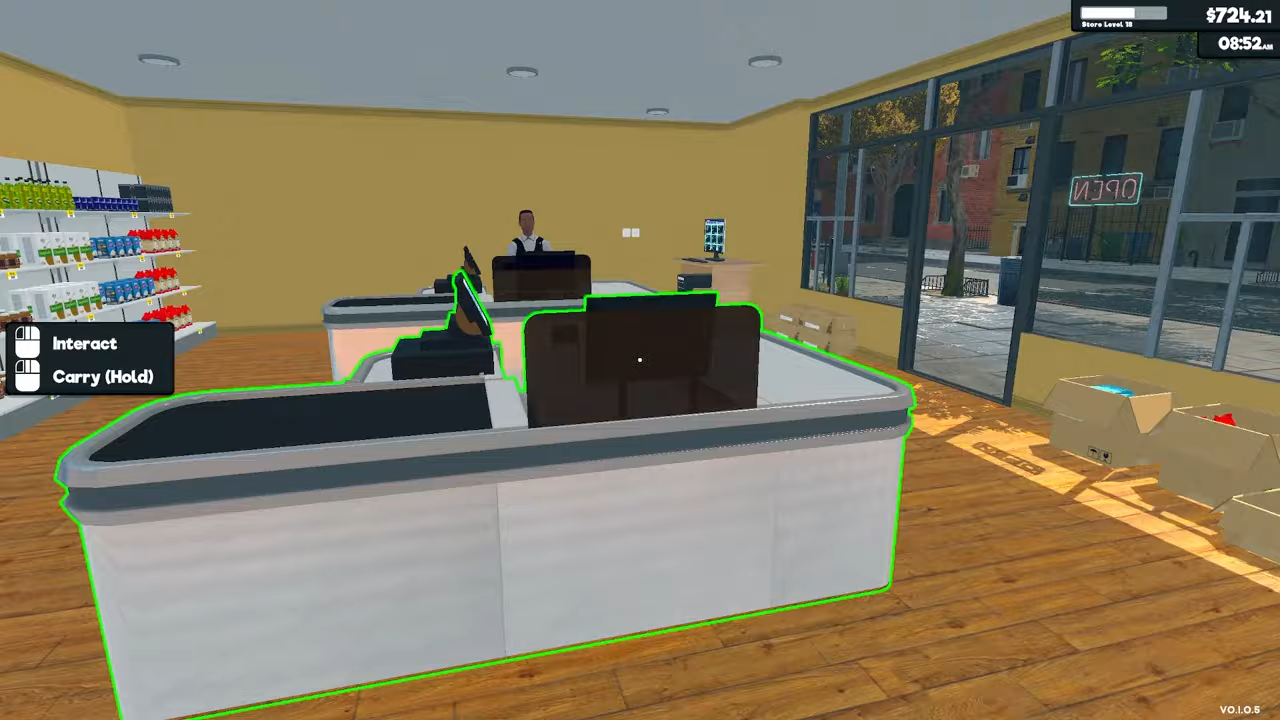 $724.21
Store Level 18
08:52AM
OPEN
Interact
Carry (Hold)
V0.1.0.5